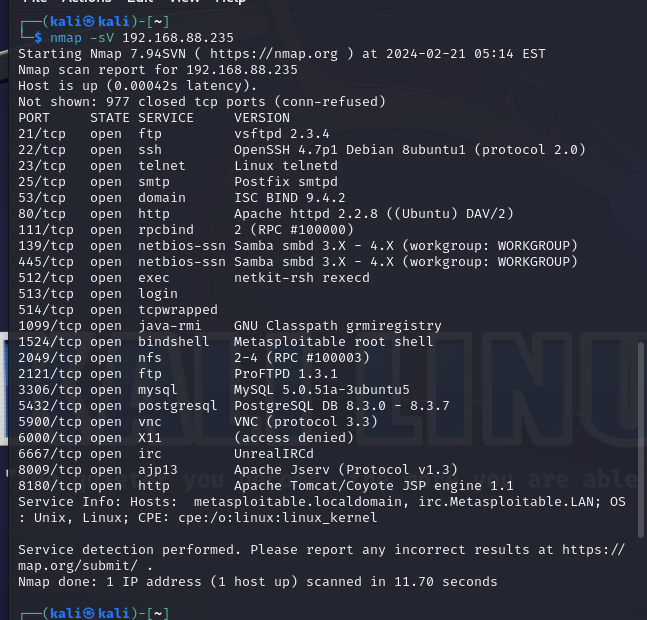 File Actions Edit View Help
┌──(kali㉿kali)-[~]
└─$ nmap -sV 192.168.88.235
Starting Nmap 7.94SVN ( https://nmap.org ) at 2024-02-21 05:14 EST
Nmap scan report for 192.168.88.235
Host is up (0.00042s latency).
Not shown: 977 closed tcp ports (conn-refused)
PORT     STATE SERVICE     VERSION
21/tcp   open  ftp         vsftpd 2.3.4
22/tcp   open  ssh         OpenSSH 4.7p1 Debian 8ubuntu1 (protocol 2.0)
23/tcp   open  telnet      Linux telnetd
25/tcp   open  smtp        Postfix smtpd
53/tcp   open  domain      ISC BIND 9.4.2
80/tcp   open  http        Apache httpd 2.2.8 ((Ubuntu) DAV/2)
111/tcp  open  rpcbind     2 (RPC #100000)
139/tcp  open  netbios-ssn Samba smbd 3.X - 4.X (workgroup: WORKGROUP)
445/tcp  open  netbios-ssn Samba smbd 3.X - 4.X (workgroup: WORKGROUP)
512/tcp  open  exec        netkit-rsh rexecd
513/tcp  open  login
514/tcp  open  tcpwrapped
1099/tcp open  java-rmi    GNU Classpath grmiregistry
1524/tcp open  bindshell   Metasploitable root shell
2049/tcp open  nfs         2-4 (RPC #100003)
2121/tcp open  ftp         ProFTPD 1.3.1
3306/tcp open  mysql       MySQL 5.0.51a-3ubuntu5
5432/tcp open  postgresql  PostgreSQL DB 8.3.0 - 8.3.7
5900/tcp open  vnc         VNC (protocol 3.3)
6000/tcp open  X11         (access denied)
6667/tcp open  irc         UnrealIRCd
8009/tcp open  ajp13       Apache Jserv (Protocol v1.3)
8180/tcp open  http        Apache Tomcat/Coyote JSP engine 1.1
Service Info: Hosts:  metasploitable.localdomain, irc.Metasploitable.LAN; OS
: Unix, Linux; CPE: cpe:/o:linux:linux_kernel
Service detection performed. Please report any incorrect results at https://
map.org/submit/ .
Nmap done: 1 IP address (1 host up) scanned in 11.70 seconds
┌──(kali㉿kali)-[~]